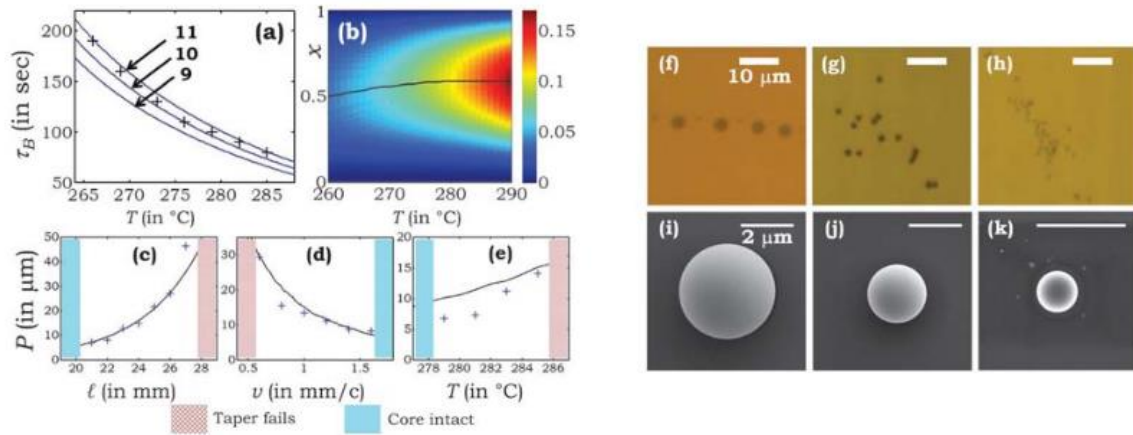 (a)
τB (in sec)
200
150
100
50
11
10
9
265 270 275 280 285
T (in °C)
(b)
x
1
0.5
0
260 270 280 290
T (in °C)
0.15
0.1
0.05
0
(c)
P (in μm)
50
40
30
20
10
0
20 22 24 26 28
ℓ (in mm)
(d)
30
20
10
0
0.5 1 1.5
υ (in mm/c)
(e)
20
15
10
5
0
278 280 282 284 286
T (in °C)
Taper fails
Core intact
(f) (g) (h)
10 μm
(i) (j) (k)
2 μm